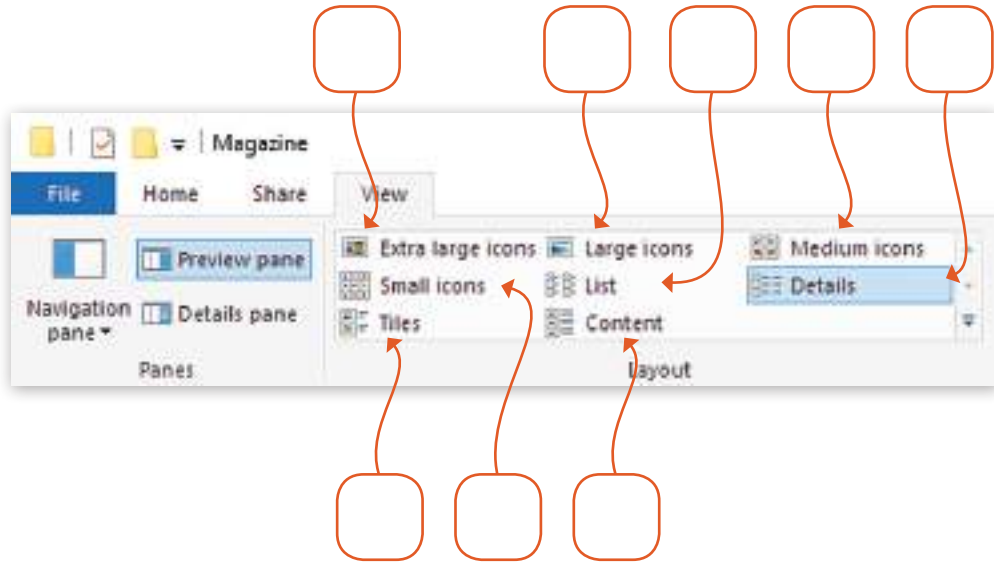 Magazine
File Home Share View
Preview pane Extra large icons Large icons Medium icons
Small icons List Details
Navigation pane Details pane Tiles Content
Panes Layout